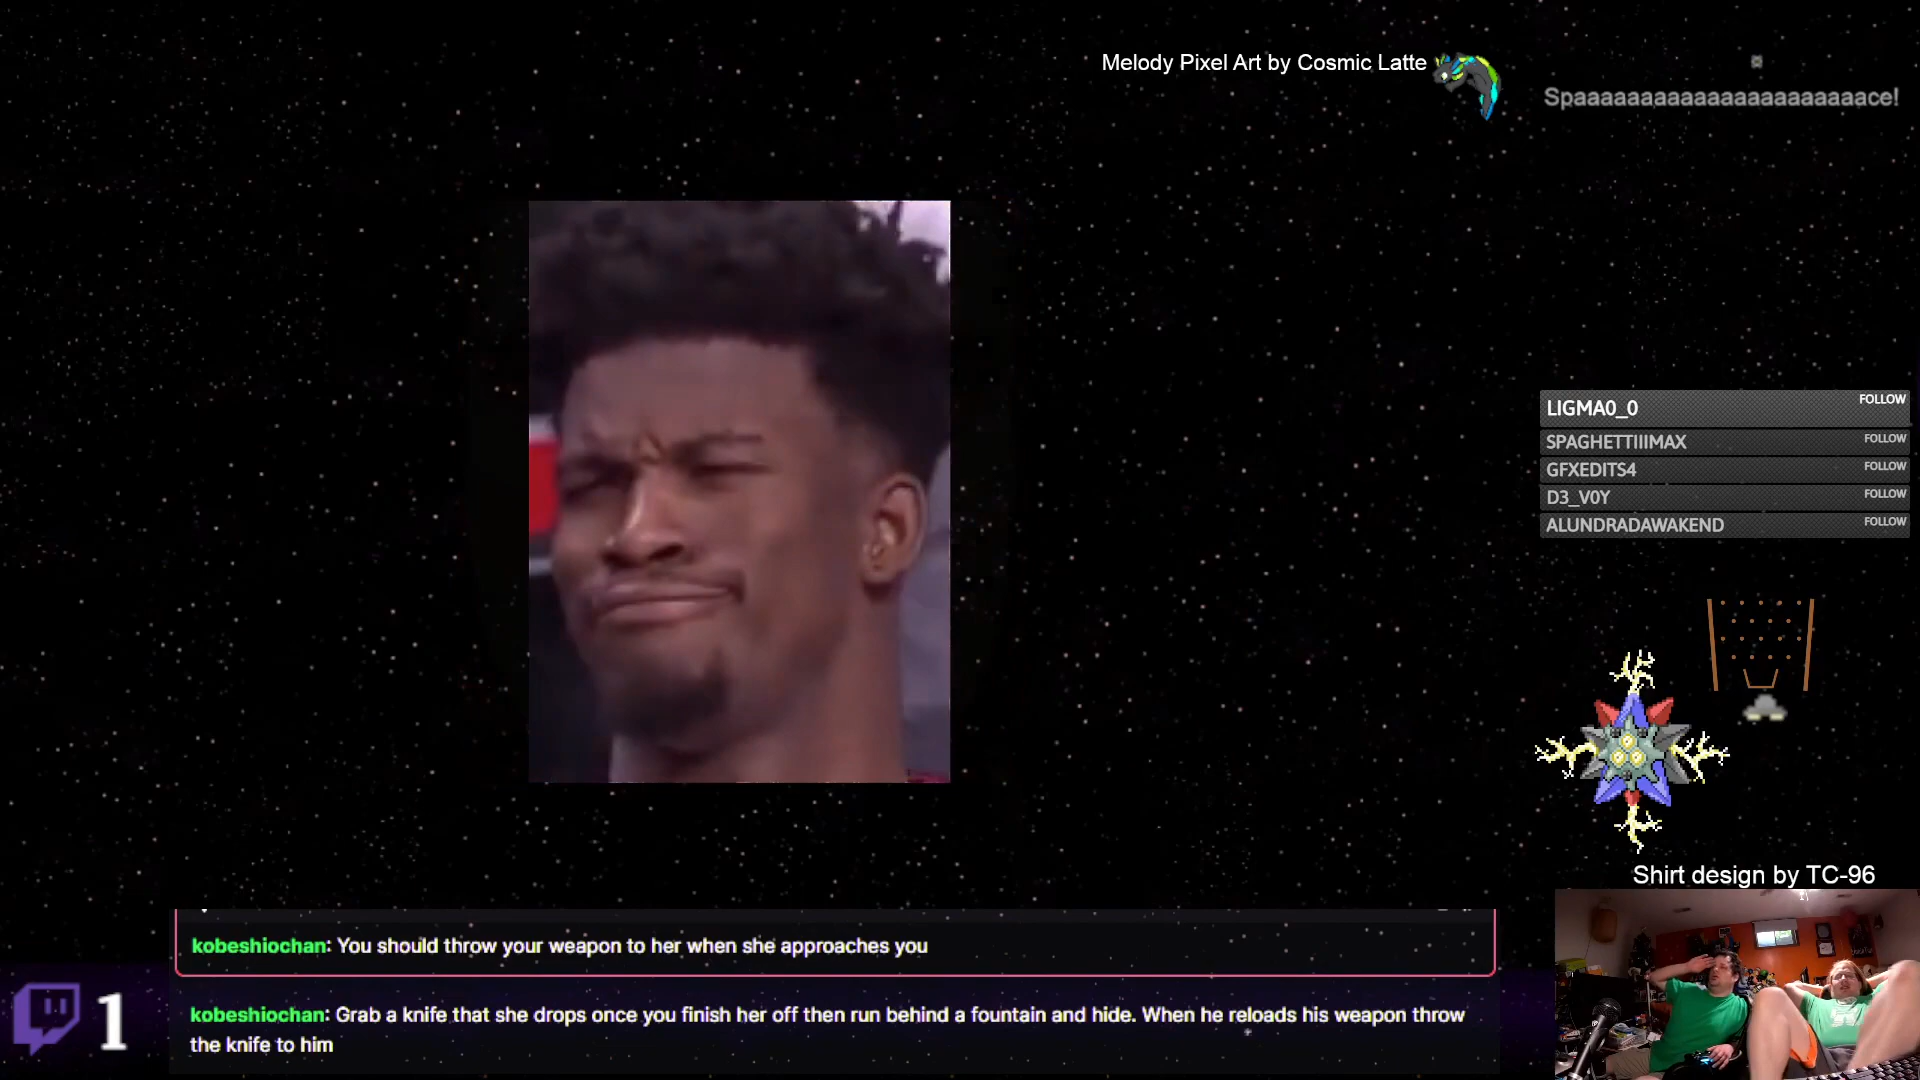 Melody Pixel Art by Cosmic Latte
Spaaaaaaaaaaaaaaaaaaaaaaace!
LIGMA0_0 FOLLOW
SPAGHETTIIIMAX FOLLOW
GFXEDITS4 FOLLOW
D3_V0Y FOLLOW
ALUNDRADAWAKEND FOLLOW
Shirt design by TC-96
kobeshiochan: You should throw your weapon to her when she approaches you
1
kobeshiochan: Grab a knife that she drops once you finish her off then run behind a fountain and hide. When he reloads his weapon throw
the knife to him